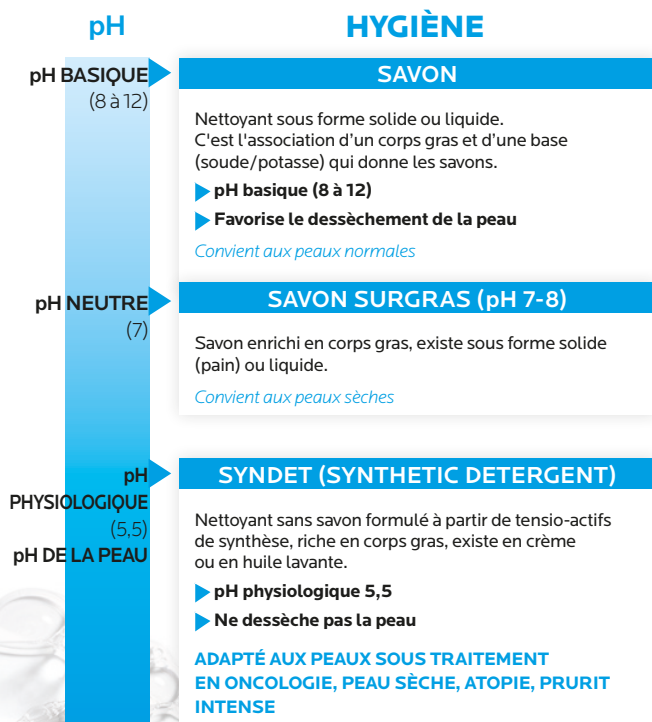 pH
HYGIÈNE
pH BASIQUE
(8 à 12)
SAVON
Nettoyant sous forme solide ou liquide.
C'est l'association d’un corps gras et d’une base
(soude/potasse) qui donne les savons.
pH basique (8 à 12)
Favorise le dessèchement de la peau
Convient aux peaux normales
pH NEUTRE
(7)
SAVON SURGRAS (pH 7-8)
Savon enrichi en corps gras, existe sous forme solide
(pain) ou liquide.
Convient aux peaux sèches
pH
PHYSIOLOGIQUE
(5,5)
pH DE LA PEAU
SYNDET (SYNTHETIC DETERGENT)
Nettoyant sans savon formulé à partir de tensio-actifs
de synthèse, riche en corps gras, existe en crème
ou en huile lavante.
pH physiologique 5,5
Ne dessèche pas la peau
ADAPTÉ AUX PEAUX SOUS TRAITEMENT
EN ONCOLOGIE, PEAU SÈCHE, ATOPIE, PRURIT
INTENSE